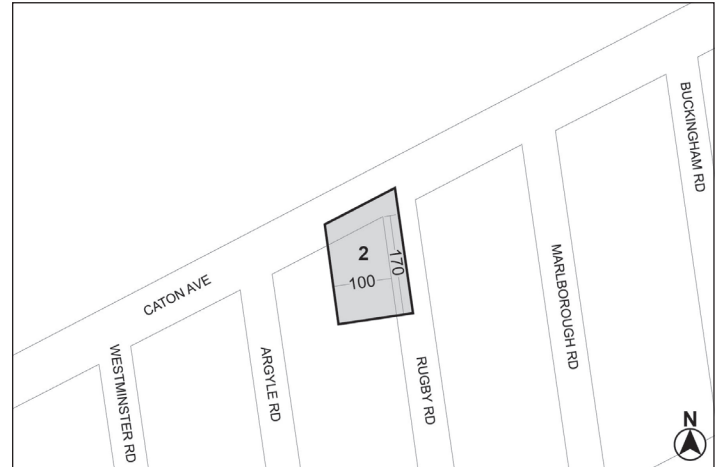 BUCKINGHAM RD
2
170
100
MARLBOROUGH RD
CATON AVE
WESTMINSTER RD
ARGYLE RD
RUGBY RD
N